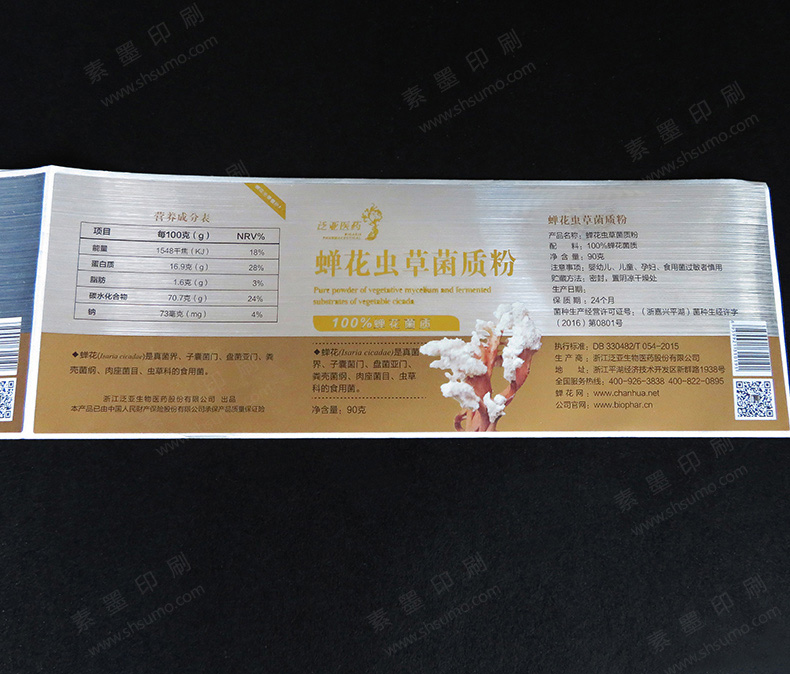 素墨印刷
www.shsumo.com
营养成分表
项目 每100克（g） NRV%
能量 1548千焦（KJ） 18%
蛋白质 16.9克（g） 28%
脂肪 1.6克（g） 3%
碳水化合物 70.7克（g） 24%
钠 73毫克（mg） 4%
◆蝉花(Isaria cicadae)是真菌界、子囊菌门、盘菌亚门、粪
壳菌纲、肉座菌目、虫草科的食用菌。
浙江泛亚生物医药股份有限公司 出品
本产品已由中国人民财产保险股份有限公司承保产品质量保证险
泛亚医药
蝉花虫草菌质粉
Pure powder of vegetative mycelium and fermented
substrates of vegetable cicada
100%蝉花菌质
◆蝉花(Isaria cicadae)是真菌
界、子囊菌门、盘菌亚门、
粪壳菌纲、肉座菌目、虫草
科的食用菌。
净含量：90克
蝉花虫草菌质粉
产品名称：蝉花虫草菌质粉
配 料：100%蝉花菌质
净 含 量：90克
注意事项：婴幼儿、儿童、孕妇、食用菌过敏者慎用
贮藏方法：密封，置阴凉干燥处
生产日期：
保 质 期：24个月
菌种生产经营许可证号：（浙嘉兴平湖）菌种生经许字
（2016）第0801号
执行标准：DB 330482/T 054-2015
生 产 商：浙江泛亚生物医药股份有限公司
地 址：浙江平湖经济技术开发区新群路1938号
全国服务热线：400-926-3838 400-822-0895
蝉 花 网：www.chanhua.net
公司官网：www.biophar.cn